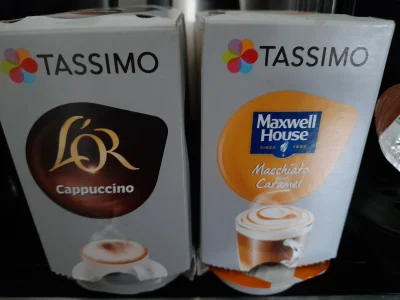 TASSIMO
L'OR
Cappuccino
TASSIMO
Maxwell
House
SINCE 1892
Macchiato
Caramel